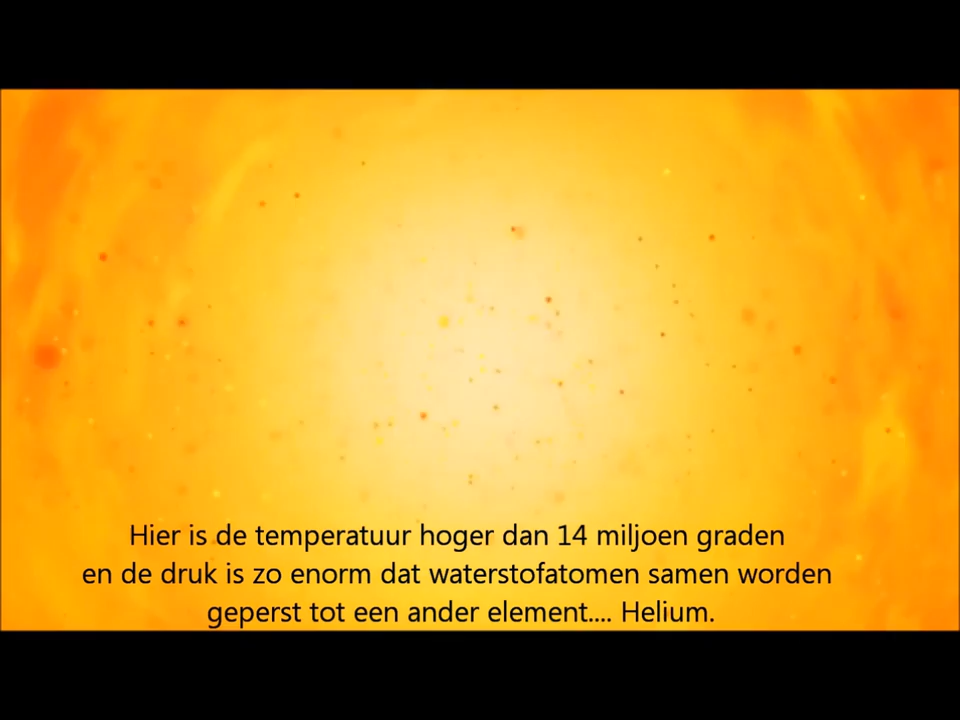 Hier is de temperatuur hoger dan 14 miljoen graden
en de druk is zo enorm dat waterstofatomen samen worden
geperst tot een ander element.... Helium.